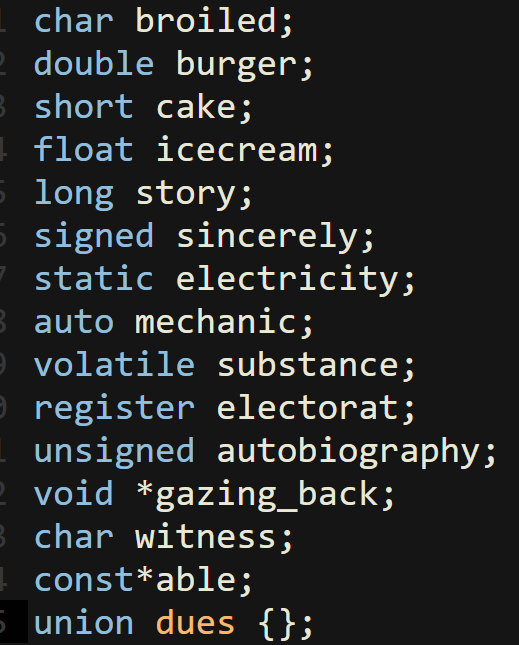 char broiled;
double burger;
short cake;
float icecream;
long story;
signed sincerely;
static electricity;
auto mechanic;
volatile substance;
register electorat;
unsigned autobiography;
void *gazing_back;
char witness;
const*able;
union dues {};